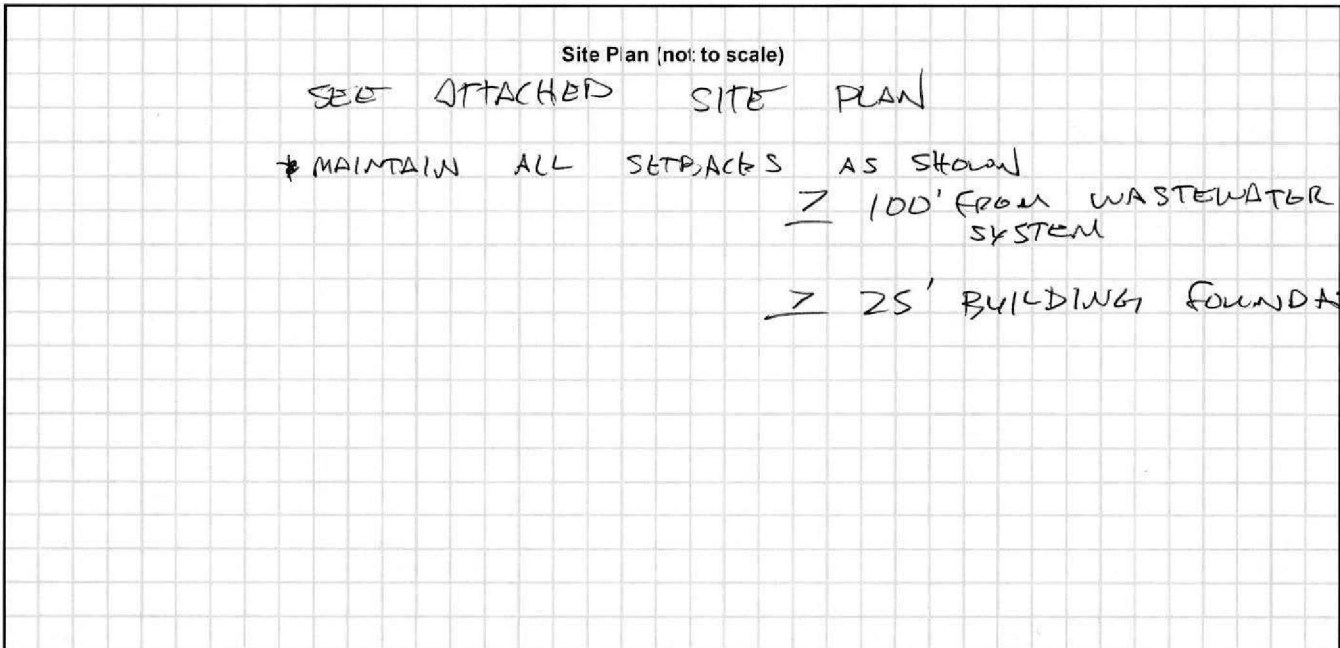 Site Plan (not to scale)
SEE ATTACHED SITE PLAN
* MAINTAIN ALL SETBACKS AS SHOWN
≥ 100' FROM WASTEWATER
SYSTEM
≥ 25' BUILDING FOUNDA